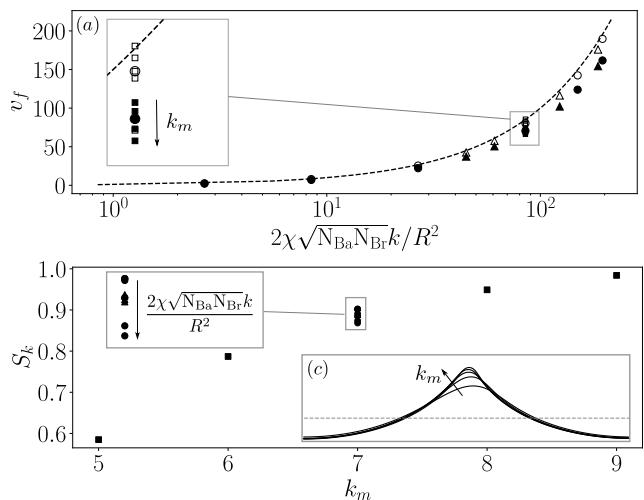 (a)
200
150
100
50
0
v_f
k_m
10^0
10^1
10^2
2χ√N_Ba N_Br k/R^2
1.0
0.9
0.8
0.7
0.6
S_k
2χ√N_Ba N_Br k
R^2
(c)
k_m
5
6
7
8
9
k_m